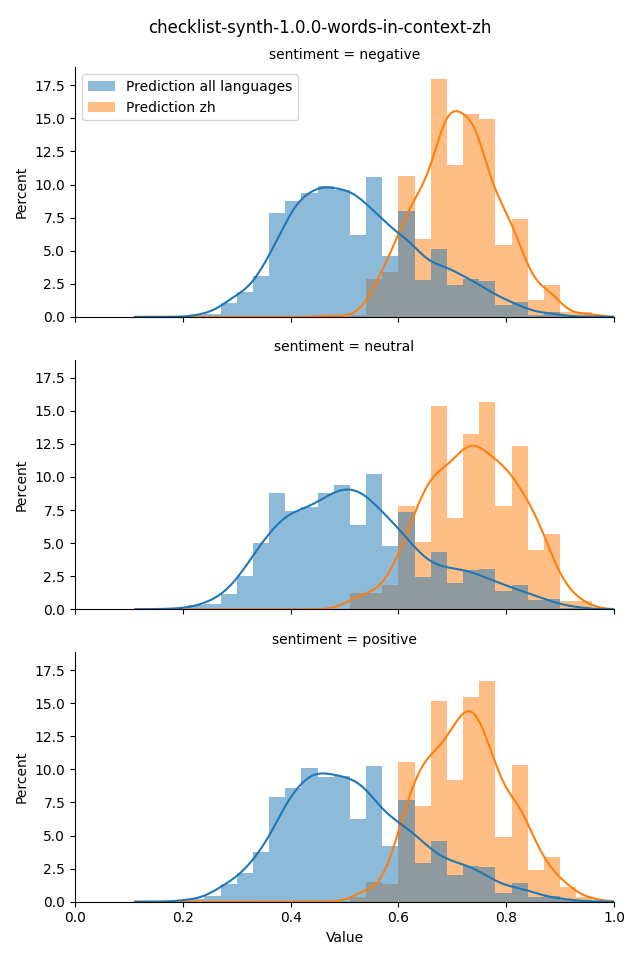 checklist-synth-1.0.0-words-in-context-zh
sentiment = negative
Prediction all languages
Prediction zh
17.5
15.0
12.5
10.0
7.5
5.0
2.5
0.0
Percent
sentiment = neutral
17.5
15.0
12.5
10.0
7.5
5.0
2.5
0.0
Percent
sentiment = positive
17.5
15.0
12.5
10.0
7.5
5.0
2.5
0.0
Percent
0.0 0.2 0.4 0.6 0.8 1.0
Value